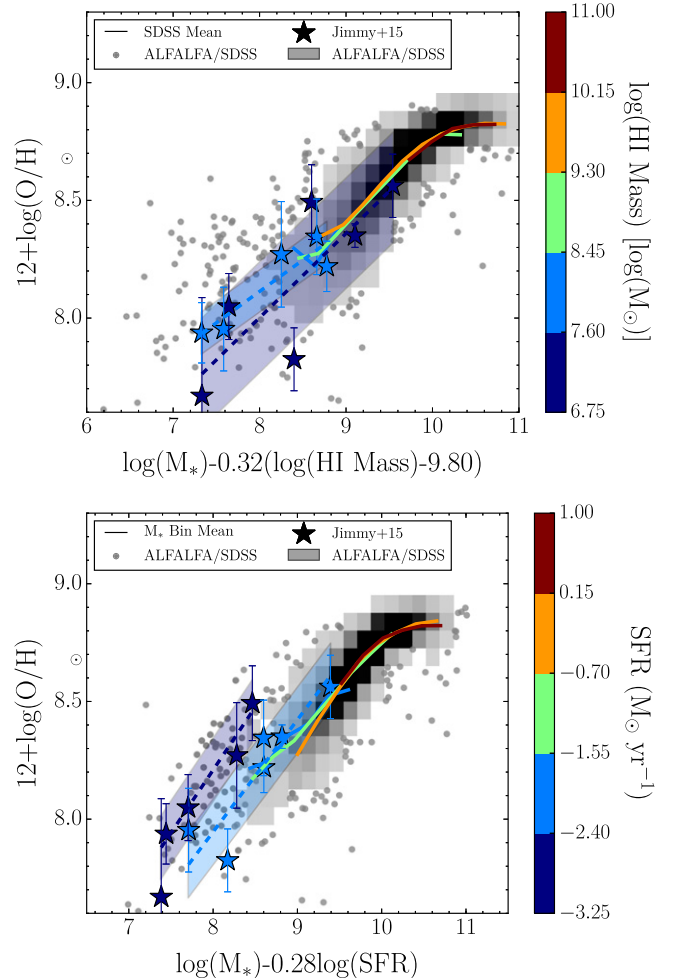 SDSS Mean
Jimmy+15
ALFALFA/SDSS
ALFALFA/SDSS
12+log(O/H)⊙
9.0
8.5
8.0
6 7 8 9 10 11
log(M*)-0.32(log(HI Mass)-9.80)
11.00
10.15
9.30
8.45
7.60
6.75
log(HI Mass) [log(M⊙)]
M* Bin Mean
Jimmy+15
ALFALFA/SDSS
ALFALFA/SDSS
12+log(O/H)⊙
9.0
8.5
8.0
7 8 9 10 11
log(M*)-0.28log(SFR)
1.00
0.15
−0.70
−1.55
−2.40
−3.25
SFR (M⊙ yr⁻¹)